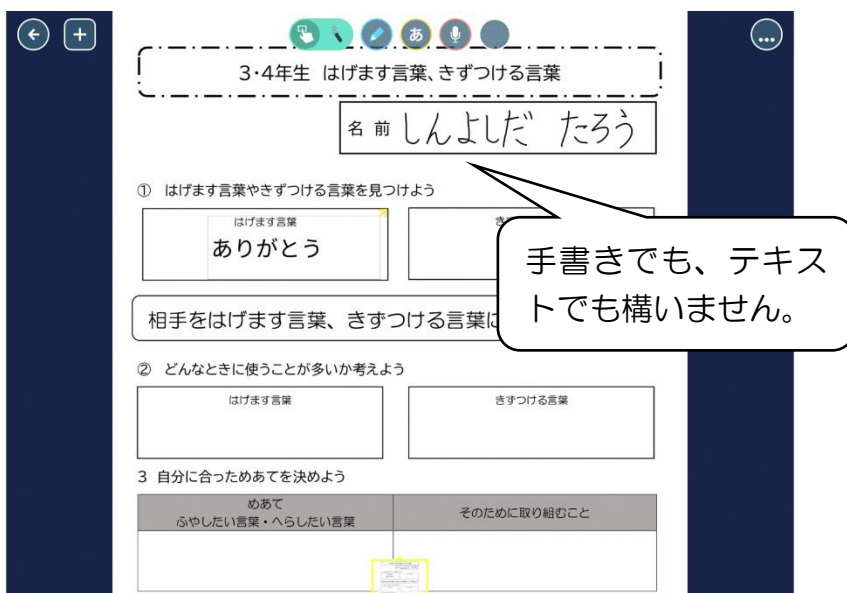 あ
3・4年生 はげます言葉、きずつける言葉
名前 しんよしだ たろう
① はげます言葉やきずつける言葉を見つけよう
はげます言葉
ありがとう
手書きでも、テキス
トでも構いません。
相手をはげます言葉、きずつける言葉に
② どんなときに使うことが多いか考えよう
はげます言葉 きずつける言葉
3 自分に合っためあてを決めよう
めあて
ふやしたい言葉・へらしたい言葉
そのために取り組むこと